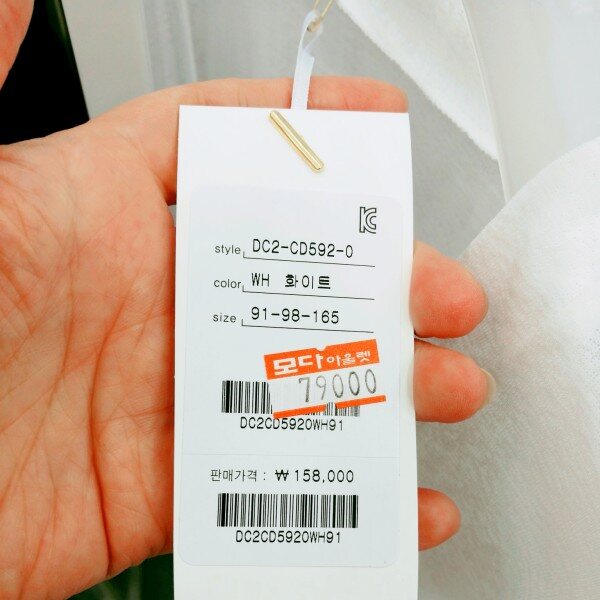 KC
style DC2-CD592-0
color WH 화이트
size 91-98-165
모다아울렛
79000
DC2CD5920WH91
판매가격 : ₩ 158,000
DC2CD5920WH91